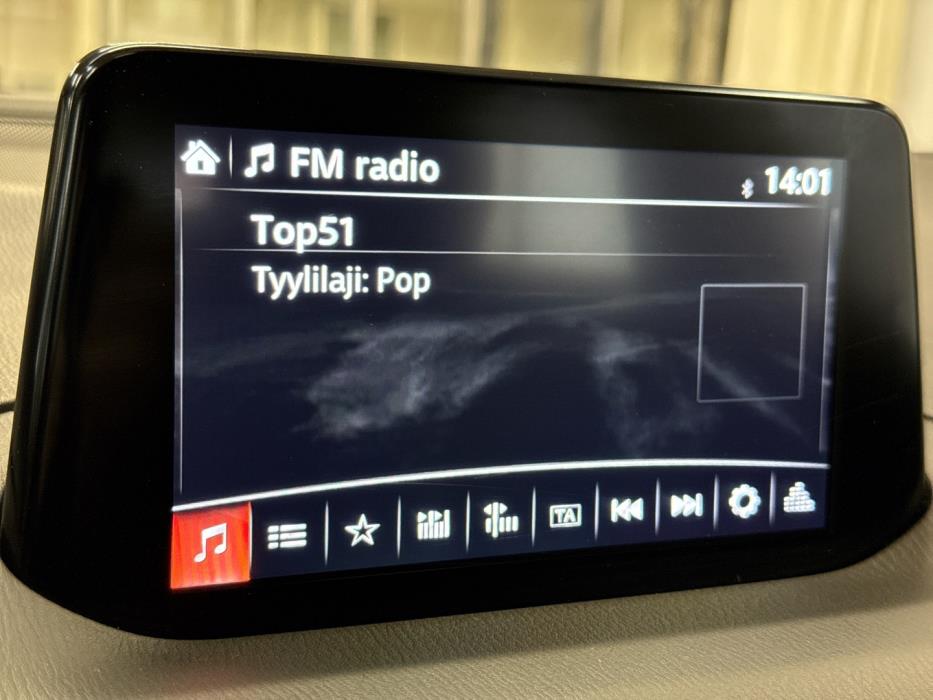 FM radio
14:01
Top51
Tyylilaji: Pop
TA